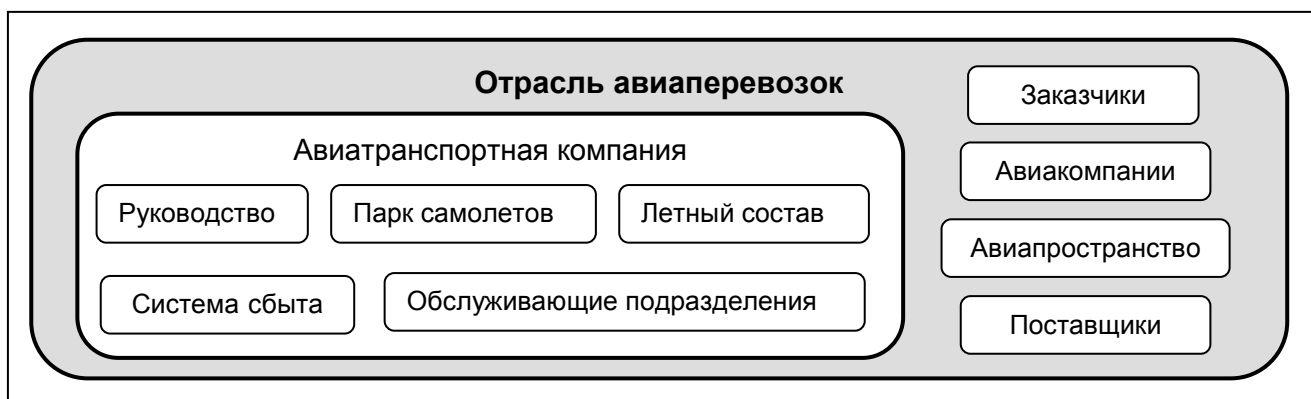 Отрасль авиаперевозок
Авиатранспортная компания
Руководство
Парк самолетов
Летный состав
Система сбыта
Обслуживающие подразделения
Заказчики
Авиакомпании
Авиапространство
Поставщики